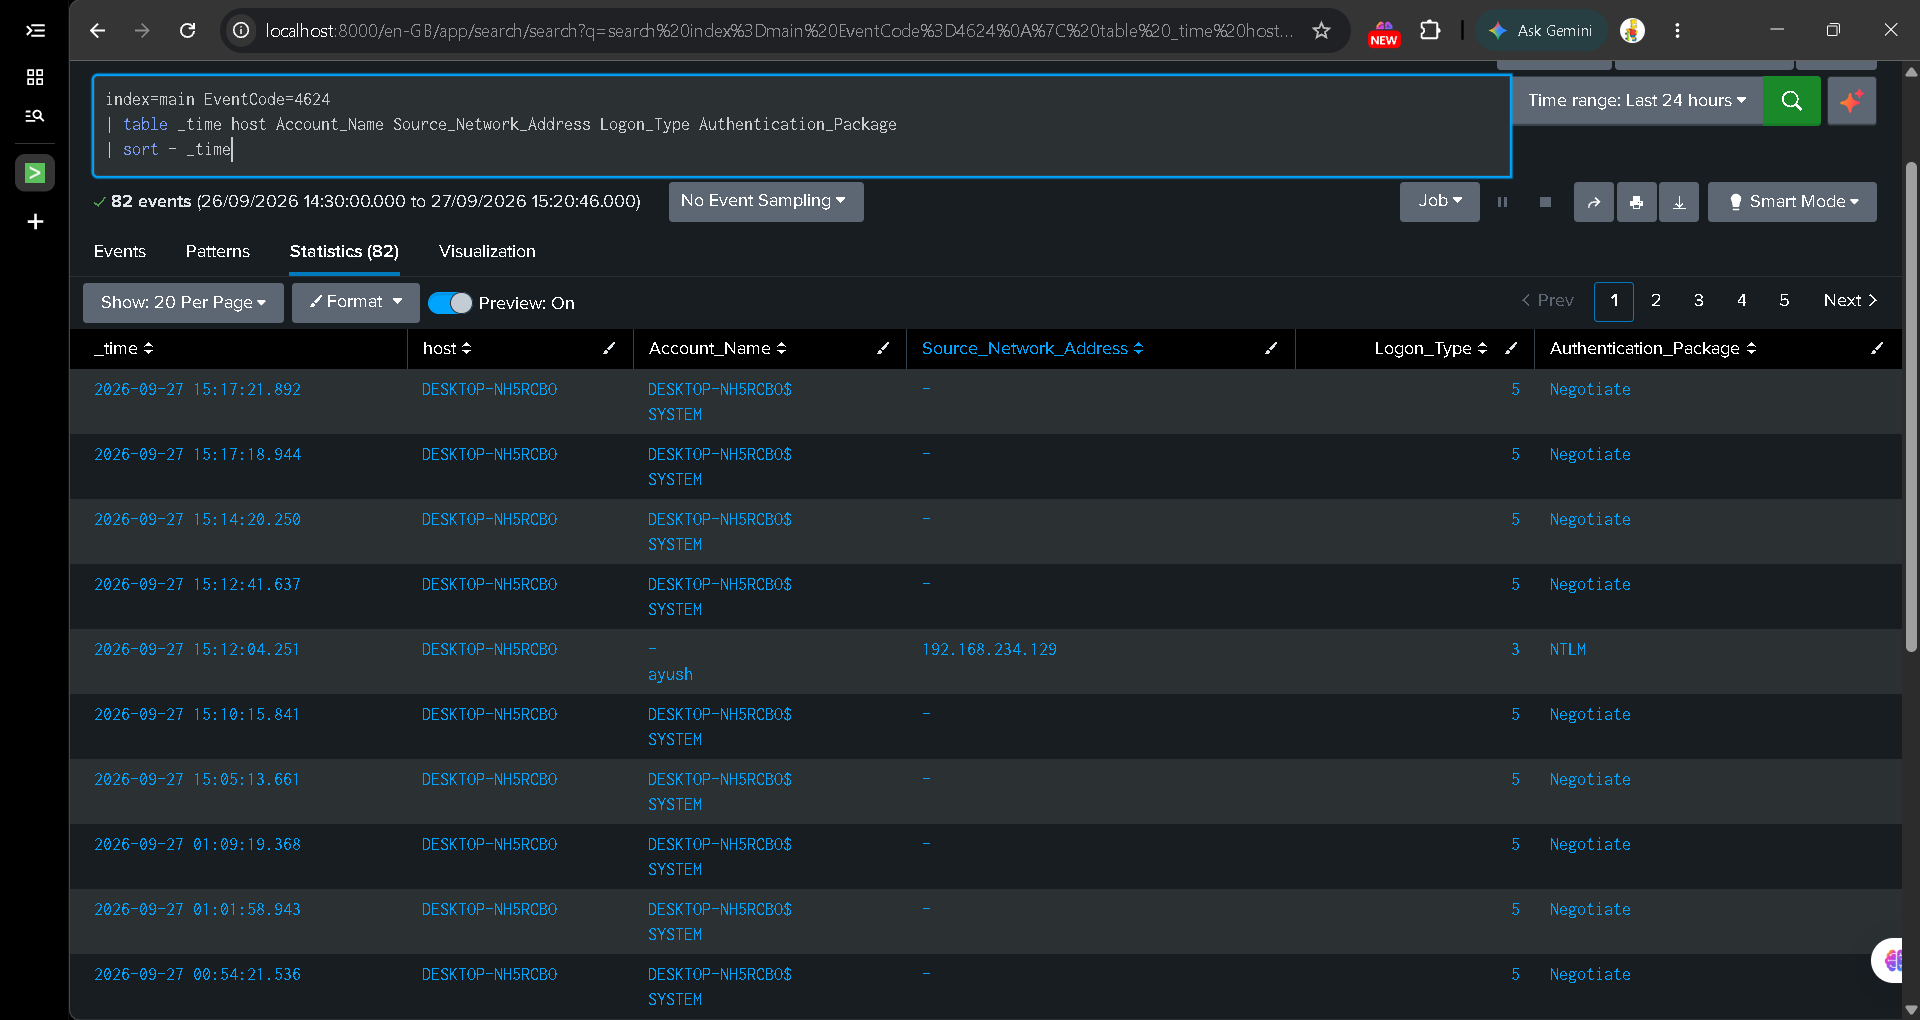 localhost:8000/en-GB/app/search/search?q=search%20index%3Dmain%20EventCode%3D4624%0A%7C%20table%20_time%20host...
NEW
Ask Gemini
index=main EventCode=4624
| table _time host Account_Name Source_Network_Address Logon_Type Authentication_Package
| sort - _time
Time range: Last 24 hours
82 events (26/09/2026 14:30:00.000 to 27/09/2026 15:20:46.000)
No Event Sampling
Job
Smart Mode
Events
Patterns
Statistics (82)
Visualization
Show: 20 Per Page
Format
Preview: On
< Prev 1 2 3 4 5 Next >
_time host Account_Name Source_Network_Address Logon_Type Authentication_Package
2026-09-27 15:17:21.892 DESKTOP-NH5RCBO DESKTOP-NH5RCBO$ - 5 Negotiate
SYSTEM
2026-09-27 15:17:18.944 DESKTOP-NH5RCBO DESKTOP-NH5RCBO$ - 5 Negotiate
SYSTEM
2026-09-27 15:14:20.250 DESKTOP-NH5RCBO DESKTOP-NH5RCBO$ - 5 Negotiate
SYSTEM
2026-09-27 15:12:41.637 DESKTOP-NH5RCBO DESKTOP-NH5RCBO$ - 5 Negotiate
SYSTEM
2026-09-27 15:12:04.251 DESKTOP-NH5RCBO - 192.168.234.129 3 NTLM
ayush
2026-09-27 15:10:15.841 DESKTOP-NH5RCBO DESKTOP-NH5RCBO$ - 5 Negotiate
SYSTEM
2026-09-27 15:05:13.661 DESKTOP-NH5RCBO DESKTOP-NH5RCBO$ - 5 Negotiate
SYSTEM
2026-09-27 01:09:19.368 DESKTOP-NH5RCBO DESKTOP-NH5RCBO$ - 5 Negotiate
SYSTEM
2026-09-27 01:01:58.943 DESKTOP-NH5RCBO DESKTOP-NH5RCBO$ - 5 Negotiate
SYSTEM
2026-09-27 00:54:21.536 DESKTOP-NH5RCBO DESKTOP-NH5RCBO$ - 5 Negotiate
SYSTEM